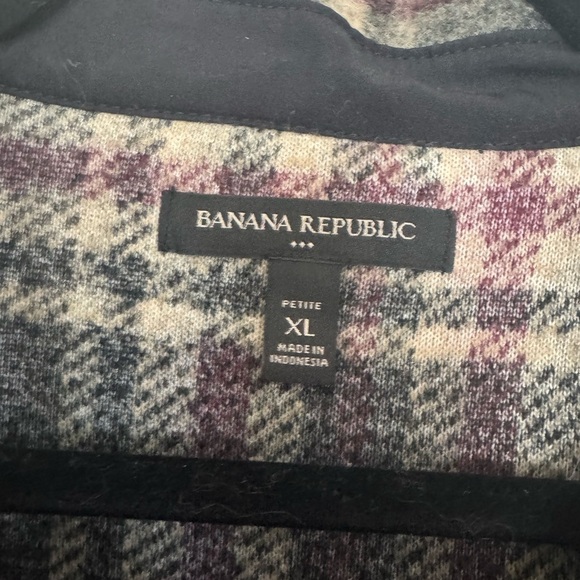 BANANA REPUBLIC
PETITE
XL
MADE IN
INDONESIA